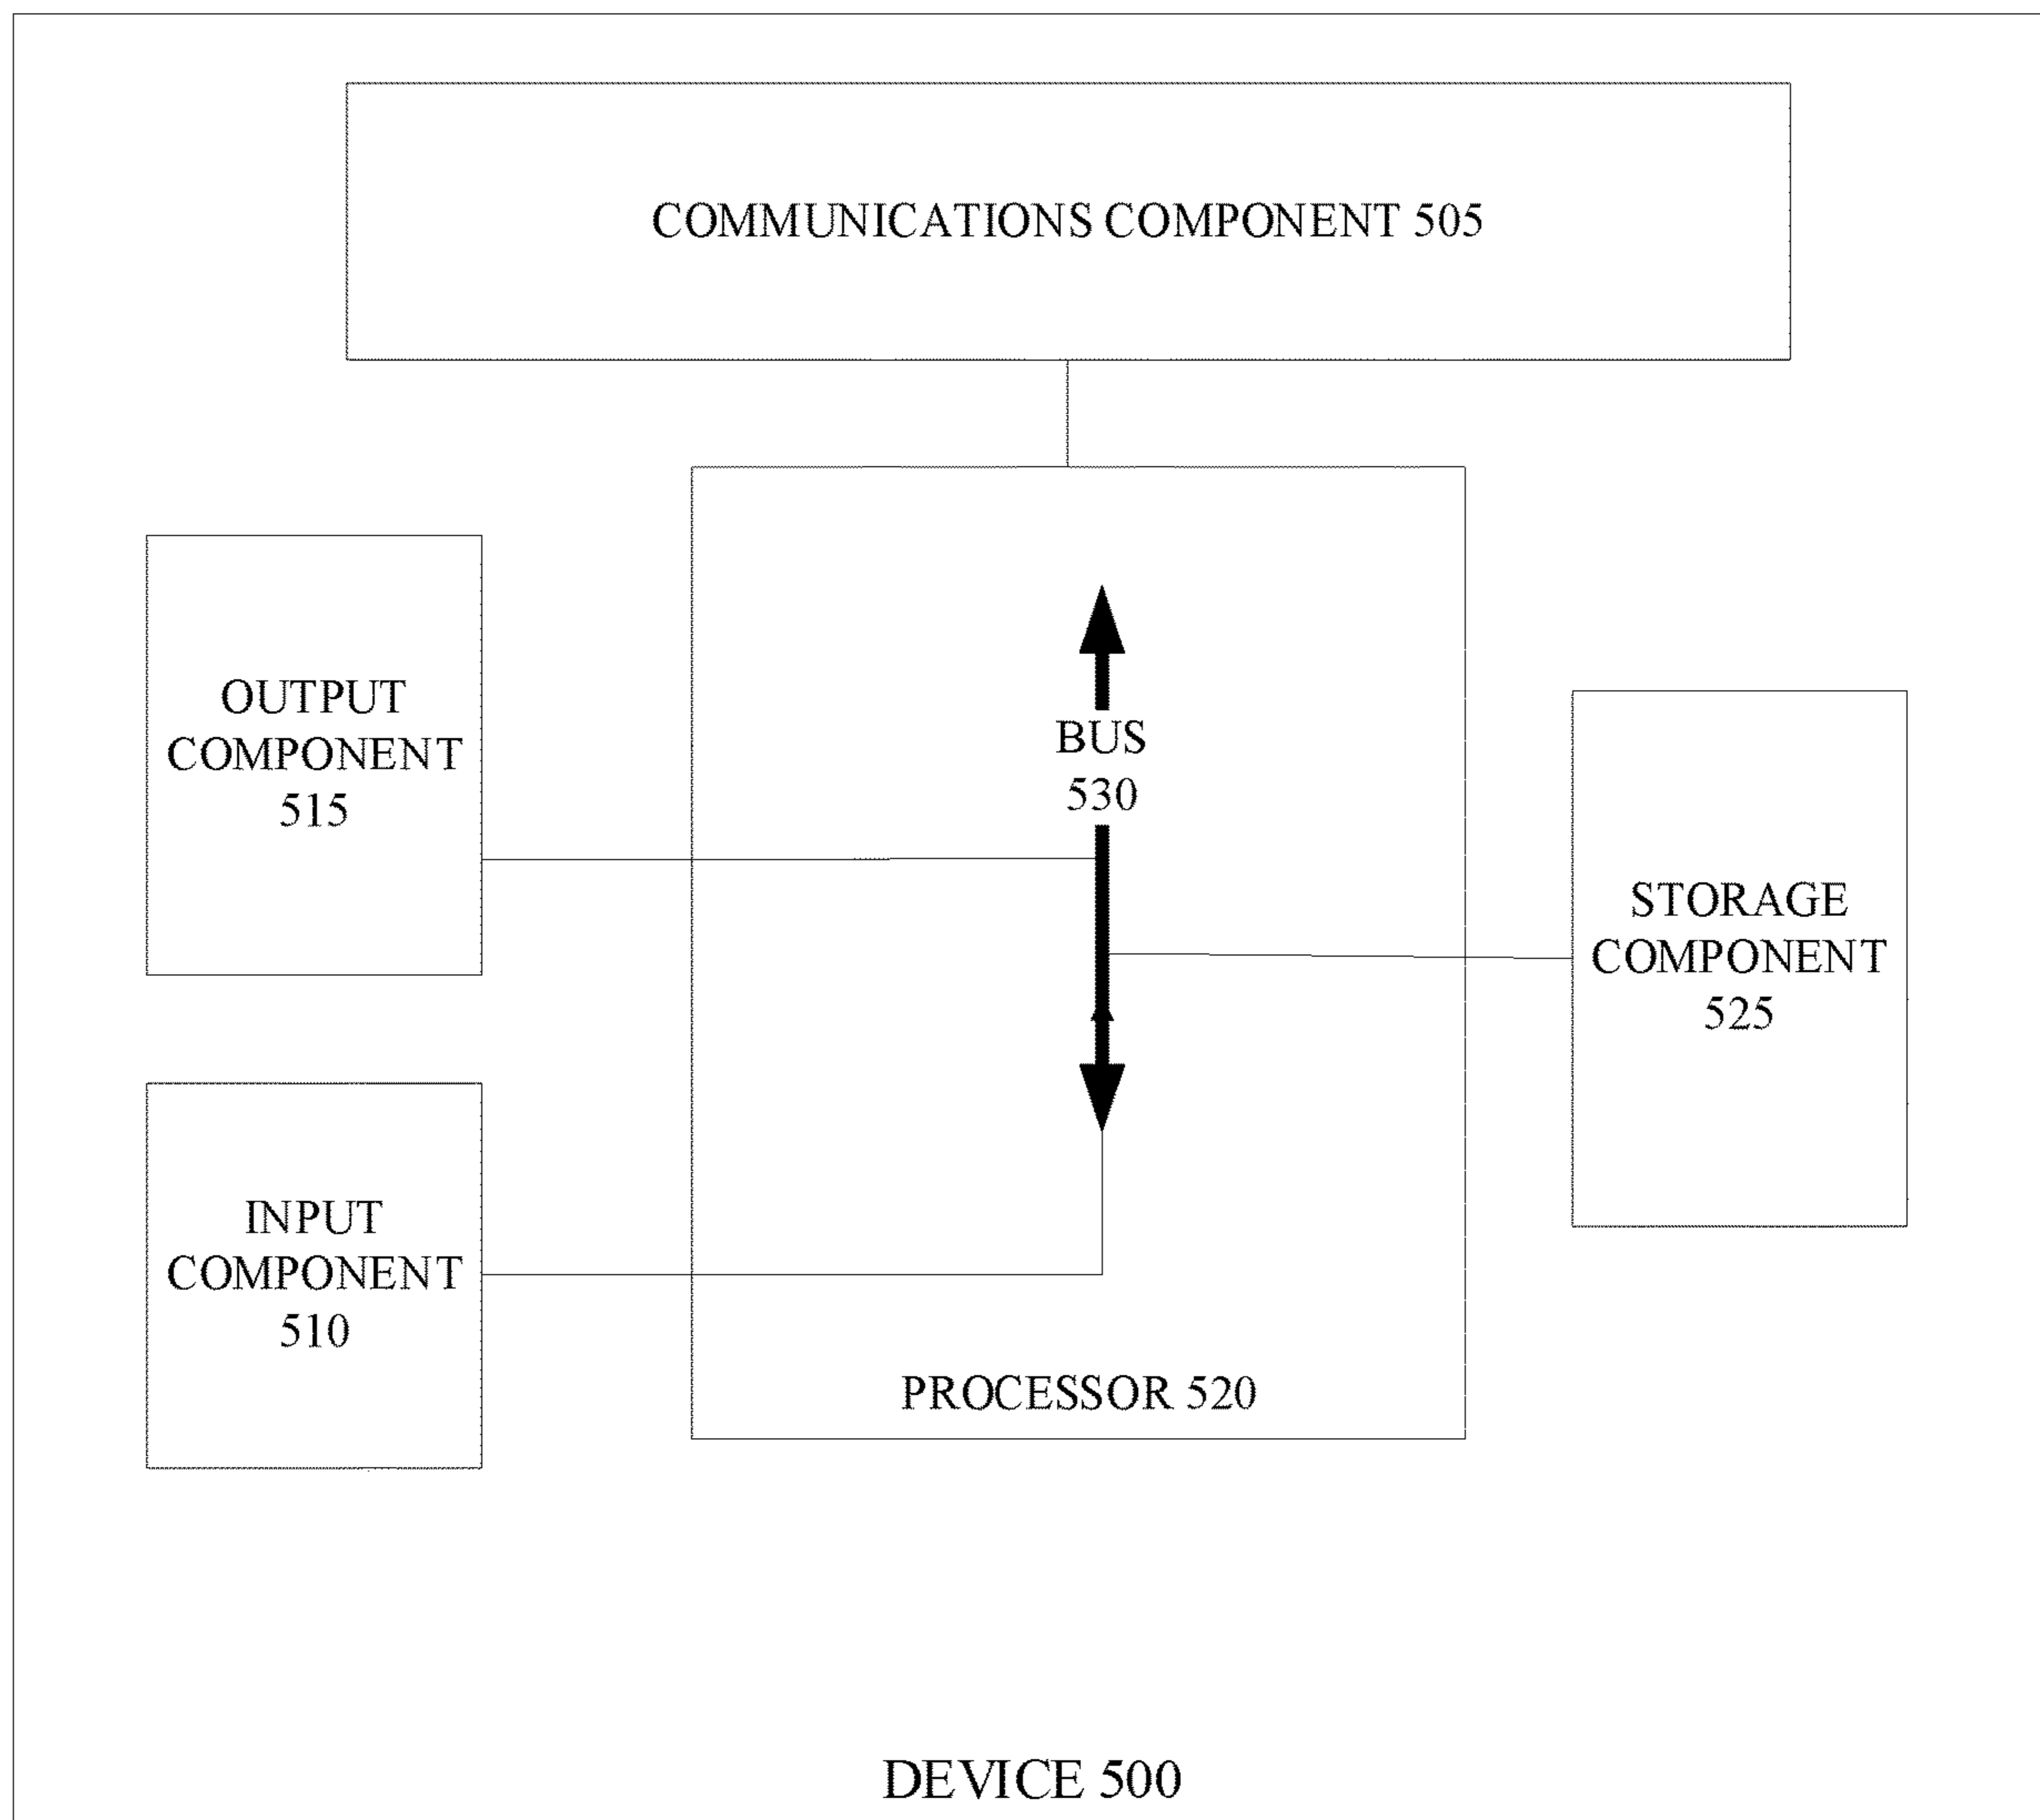 COMMUNICATIONS COMPONENT 505
OUTPUT
COMPONENT
515
BUS
530
STORAGE
COMPONENT
525
INPUT
COMPONENT
510
PROCESSOR 520
DEVICE 500